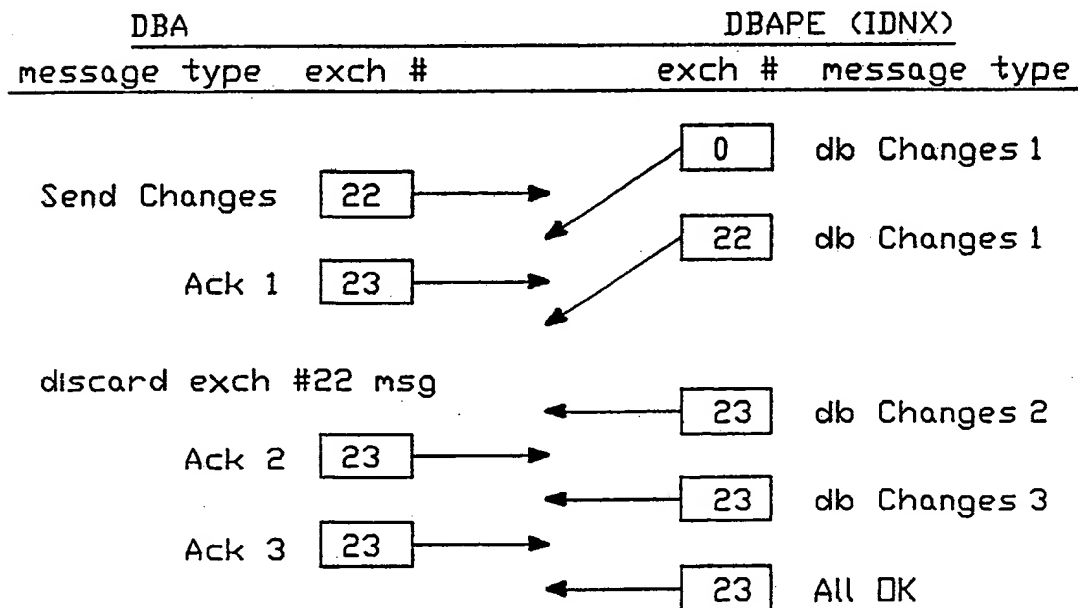 DBA DBAPE (IDNX)
message type exch # exch # message type
0 db Changes 1
Send Changes 22
22 db Changes 1
Ack 1 23
discard exch #22 msg
23 db Changes 2
Ack 2 23
23 db Changes 3
Ack 3 23
23 All OK